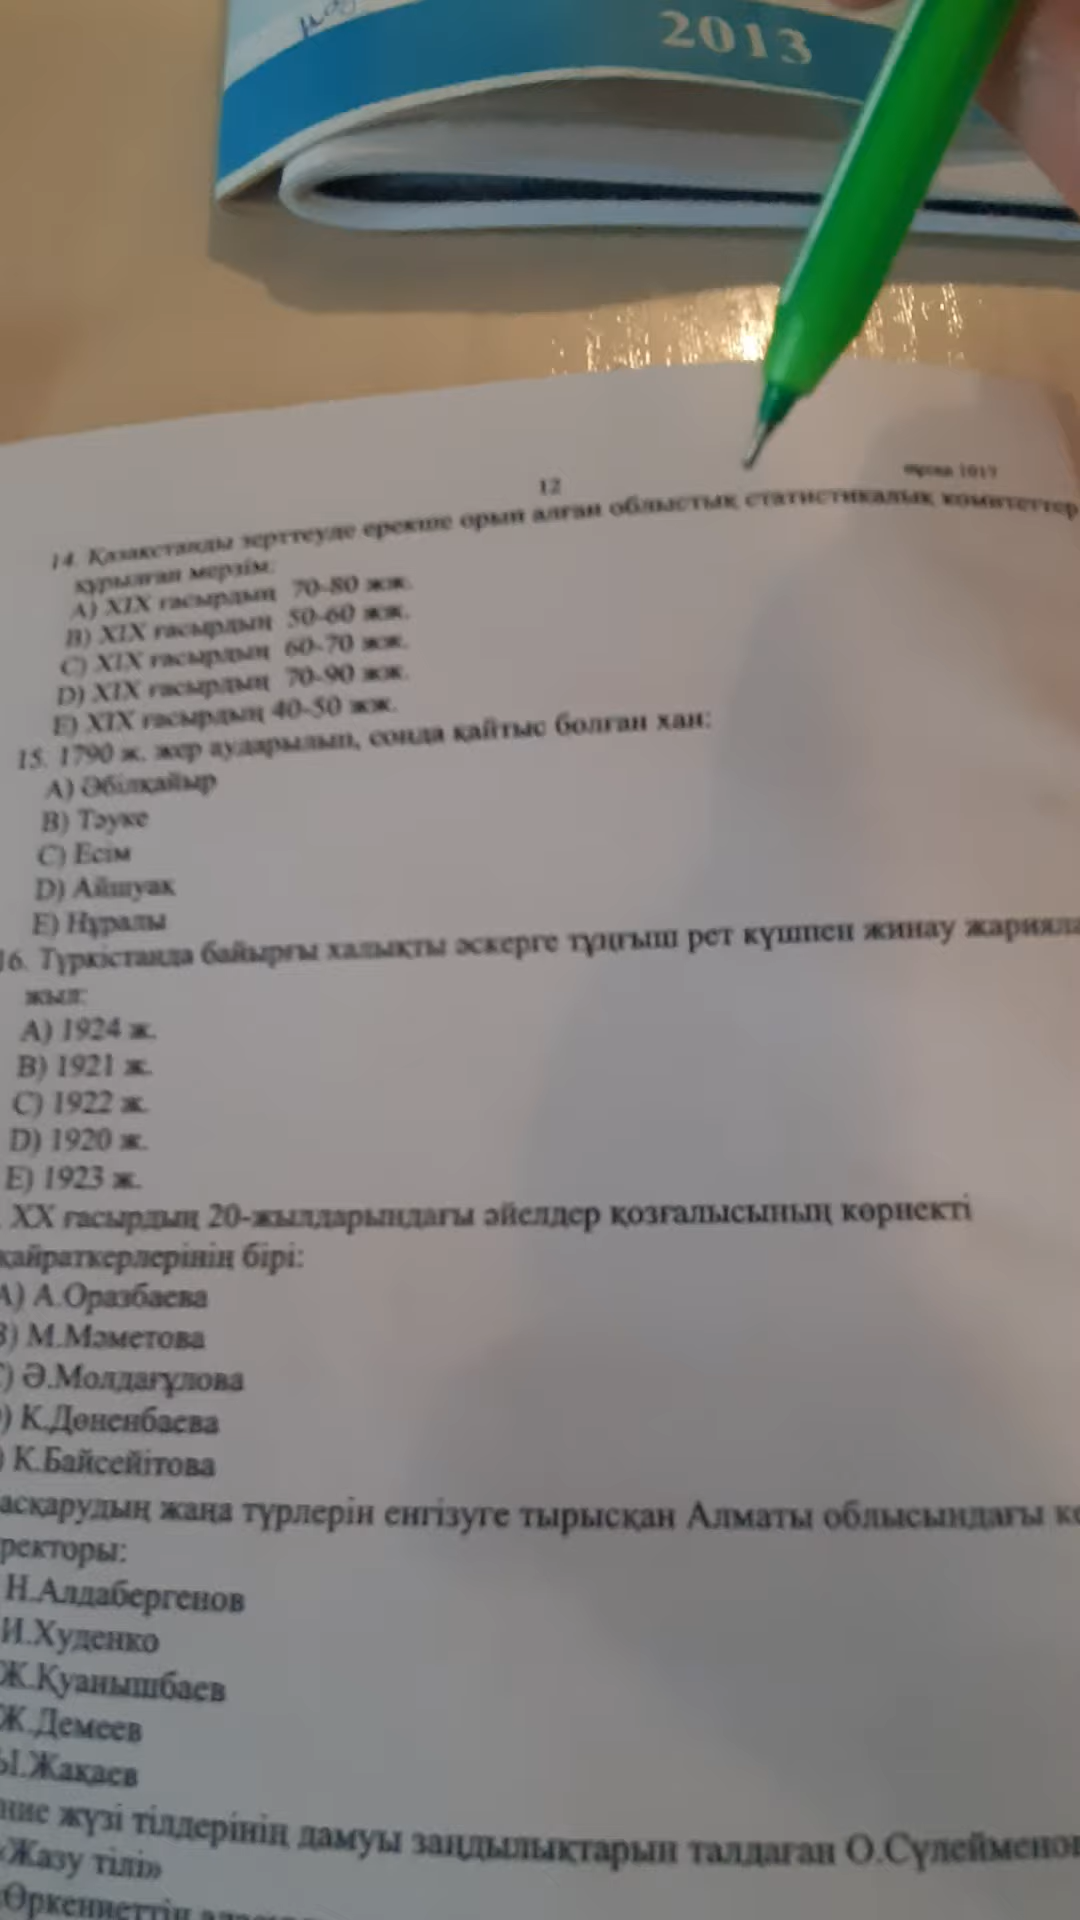 2013
12
14. Қазақстанды зерттеуде ерекше орын алған облыстық статистикалық комитеттер
құрылған мерзім:
A) XIX ғасырдың 70-80 жж.
B) XIX ғасырдың 50-60 жж.
C) XIX ғасырдың 60-70 жж.
D) XIX ғасырдың 70-90 жж.
E) XIX ғасырдың 40-50 жж.
15. 1790 ж. жер аударылып, сонда қайтыс болған хан:
A) Әбілқайыр
B) Тәуке
C) Есім
D) Айшуақ
E) Нұралы
16. Түркістанда байырғы халықты әскерге тұңғыш рет күшпен жинау жарияла
жыл:
A) 1924 ж.
B) 1921 ж.
C) 1922 ж.
D) 1920 ж.
E) 1923 ж.
XX ғасырдың 20-жылдарындағы әйелдер қозғалысының көрнекті
қайраткерлерінің бірі:
A) А.Оразбаева
B) М.Мәметова
) Ә.Молдағұлова
) К.Дөненбаева
) К.Байсейітова
асқарудың жаңа түрлерін енгізуге тырысқан Алматы облысындағы
ректоры:
Н.Алдабергенов
И.Худенко
Ж.Қуанышбаев
Ж.Демеев
Ы.Жақаев
ние жүзі тілдерінің дамуы заңдылықтарын талдаған О.Сүлейменов
«Жазу тілі»
Өркениеттің